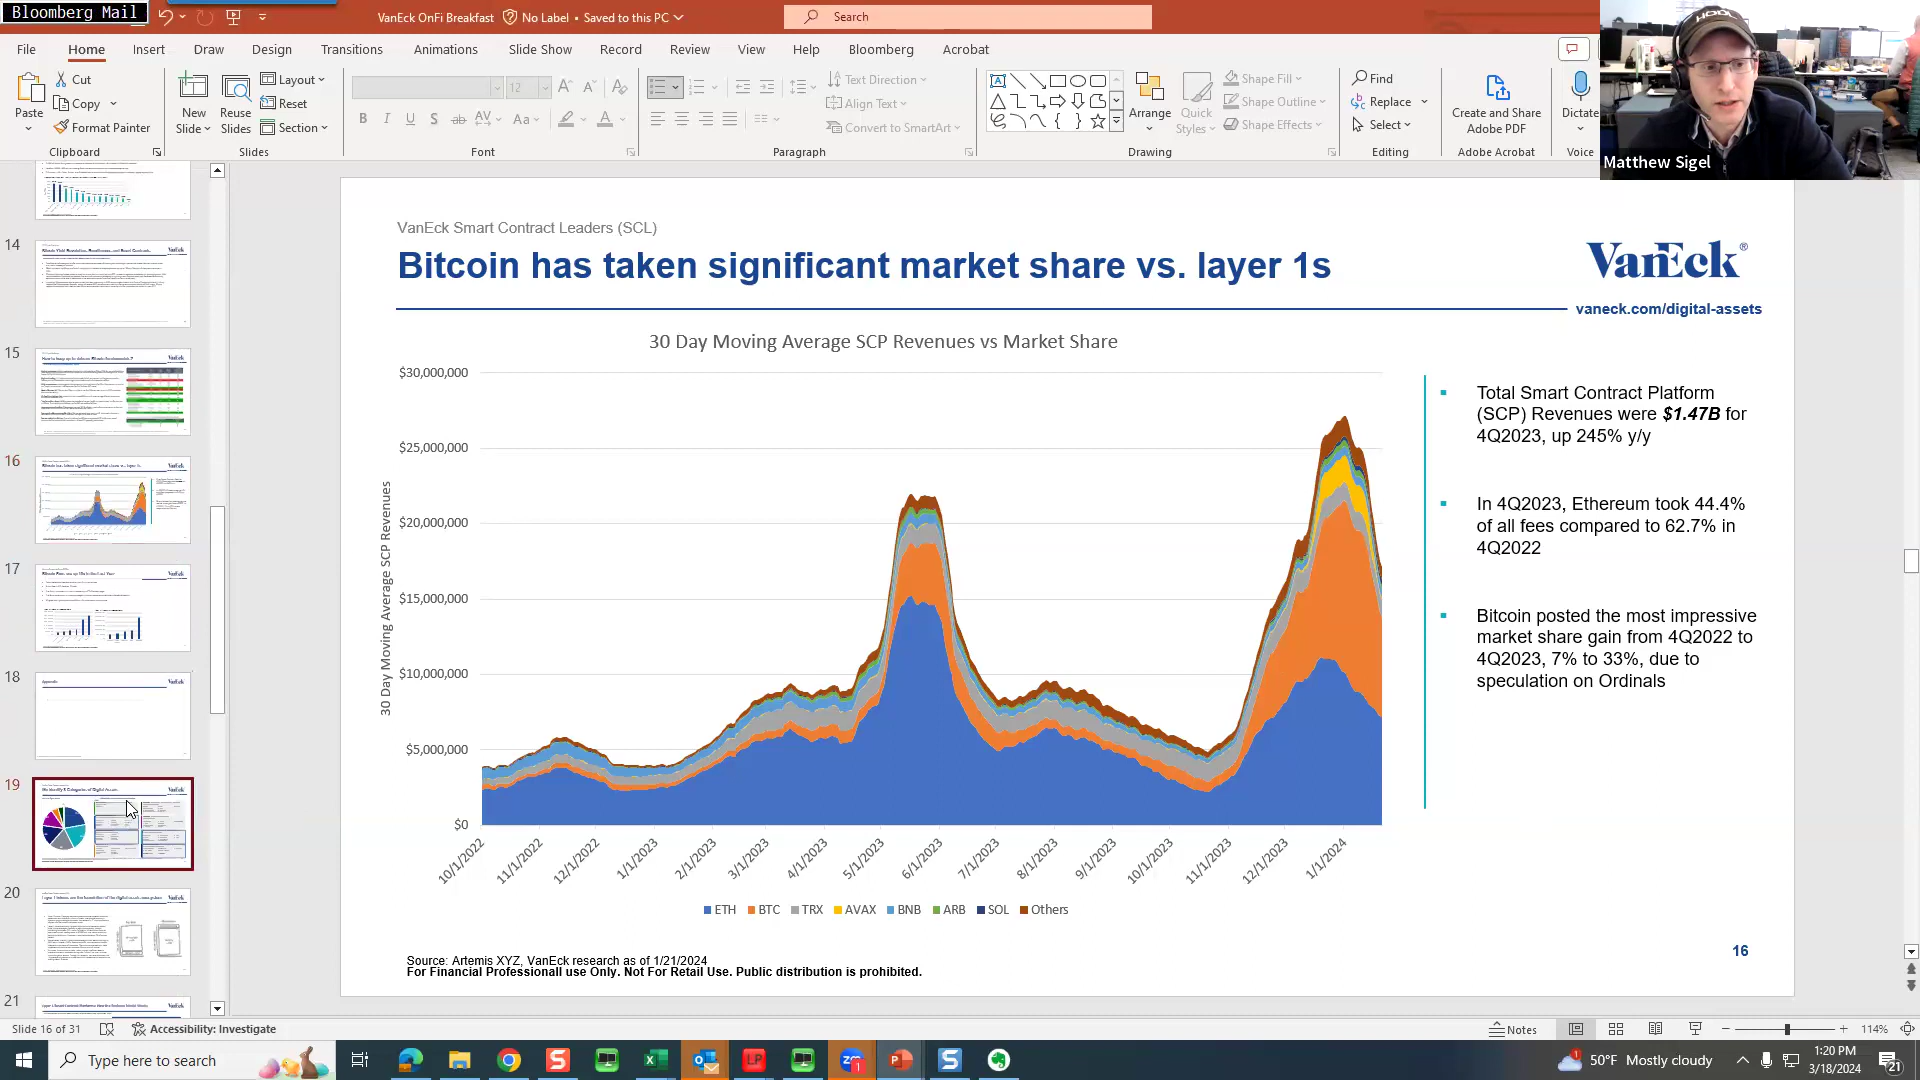 Bloomberg Mail
VanEck OnFi Breakfast
No Label • Saved to this PC
Search
File Home Insert Draw Design Transitions Animations Slide Show Record Review View Help Bloomberg Acrobat
Paste
Cut
Copy
Format Painter
Clipboard
New Slide
Reuse Slides
Layout
Reset
Section
Slides
12
Font
Text Direction
Align Text
Convert to SmartArt
Paragraph
Arrange
Quick Styles
Shape Fill
Shape Outline
Shape Effects
Drawing
Find
Replace
Select
Editing
Create and Share Adobe PDF
Adobe Acrobat
Dictate
Voice
Matthew Sigel
14
15
16
17
18
19
20
21
VanEck Smart Contract Leaders (SCL)
Bitcoin has taken significant market share vs. layer 1s
VanEck®
vaneck.com/digital-assets
30 Day Moving Average SCP Revenues vs Market Share
30 Day Moving Average SCP Revenues
$30,000,000
$25,000,000
$20,000,000
$15,000,000
$10,000,000
$5,000,000
$0
10/1/2022 11/1/2022 12/1/2022 1/1/2023 2/1/2023 3/1/2023 4/1/2023 5/1/2023 6/1/2023 7/1/2023 8/1/2023 9/1/2023 10/1/2023 11/1/2023 12/1/2023 1/1/2024
ETH BTC TRX AVAX BNB ARB SOL Others
Total Smart Contract Platform
(SCP) Revenues were $1.47B for
4Q2023, up 245% y/y
In 4Q2023, Ethereum took 44.4%
of all fees compared to 62.7% in
4Q2022
Bitcoin posted the most impressive
market share gain from 4Q2022 to
4Q2023, 7% to 33%, due to
speculation on Ordinals
Source: Artemis XYZ, VanEck research as of 1/21/2024
For Financial Professionall use Only. Not For Retail Use. Public distribution is prohibited.
16
Slide 16 of 31
Accessibility: Investigate
Notes
114%
Type here to search
50°F Mostly cloudy
1:20 PM
3/18/2024
21